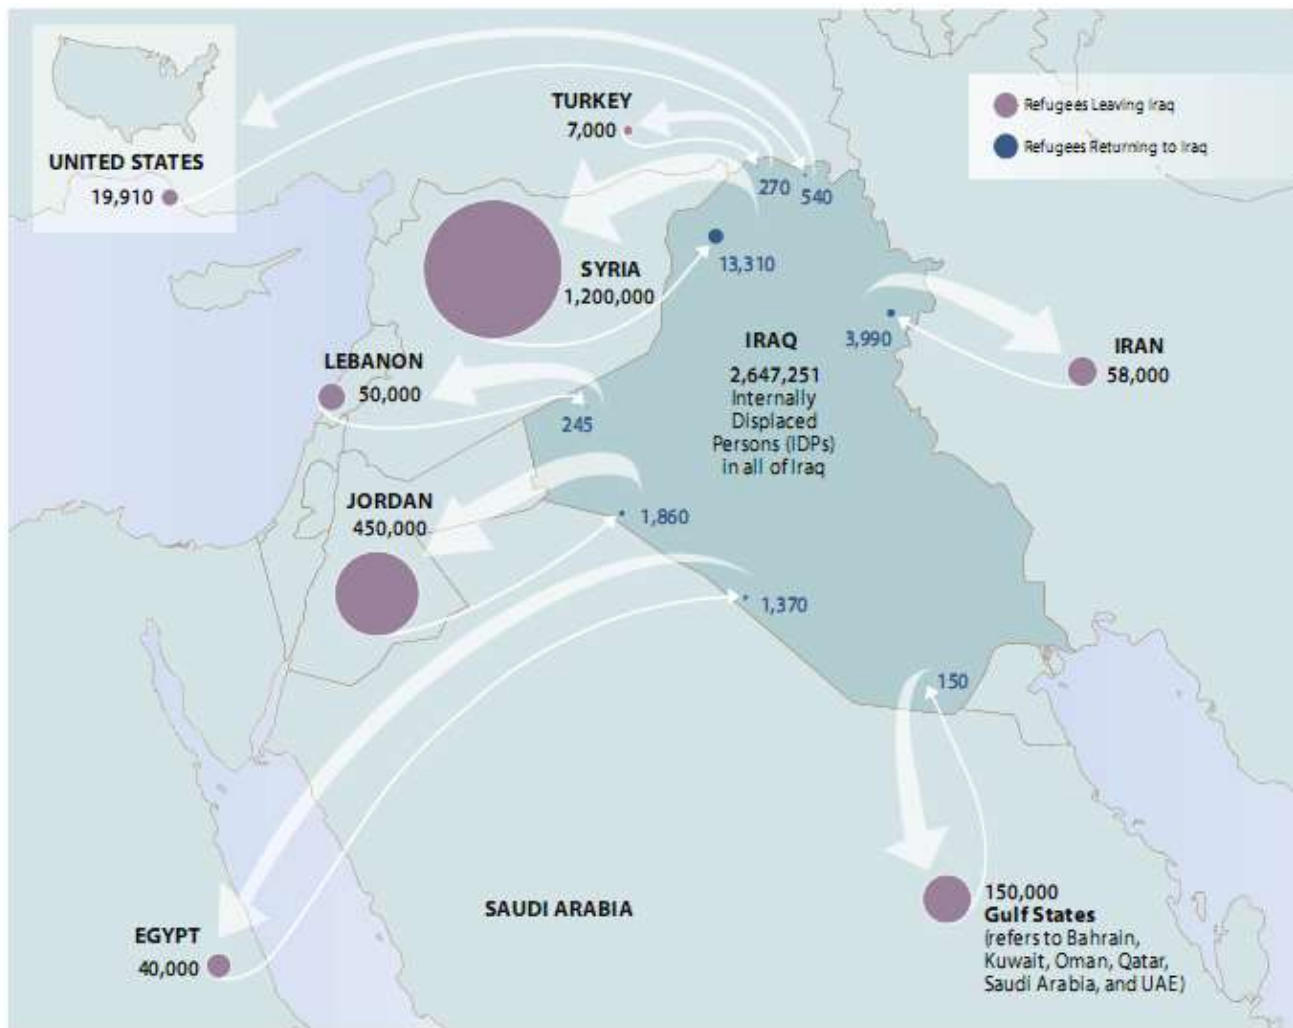 UNITED STATES
19,910
TURKEY
7,000
Refugees Leaving Iraq
Refugees Returning to Iraq
270
540
13,310
SYRIA
1,200,000
3,990
IRAN
58,000
LEBANON
50,000
245
IRAQ
2,647,251
Internally
Displaced
Persons (IDPs)
in all of Iraq
JORDAN
450,000
1,860
1,370
150
SAUDI ARABIA
EGYPT
40,000
150,000
Gulf States
(refers to Bahrain,
Kuwait, Oman, Qatar,
Saudi Arabia, and UAE)